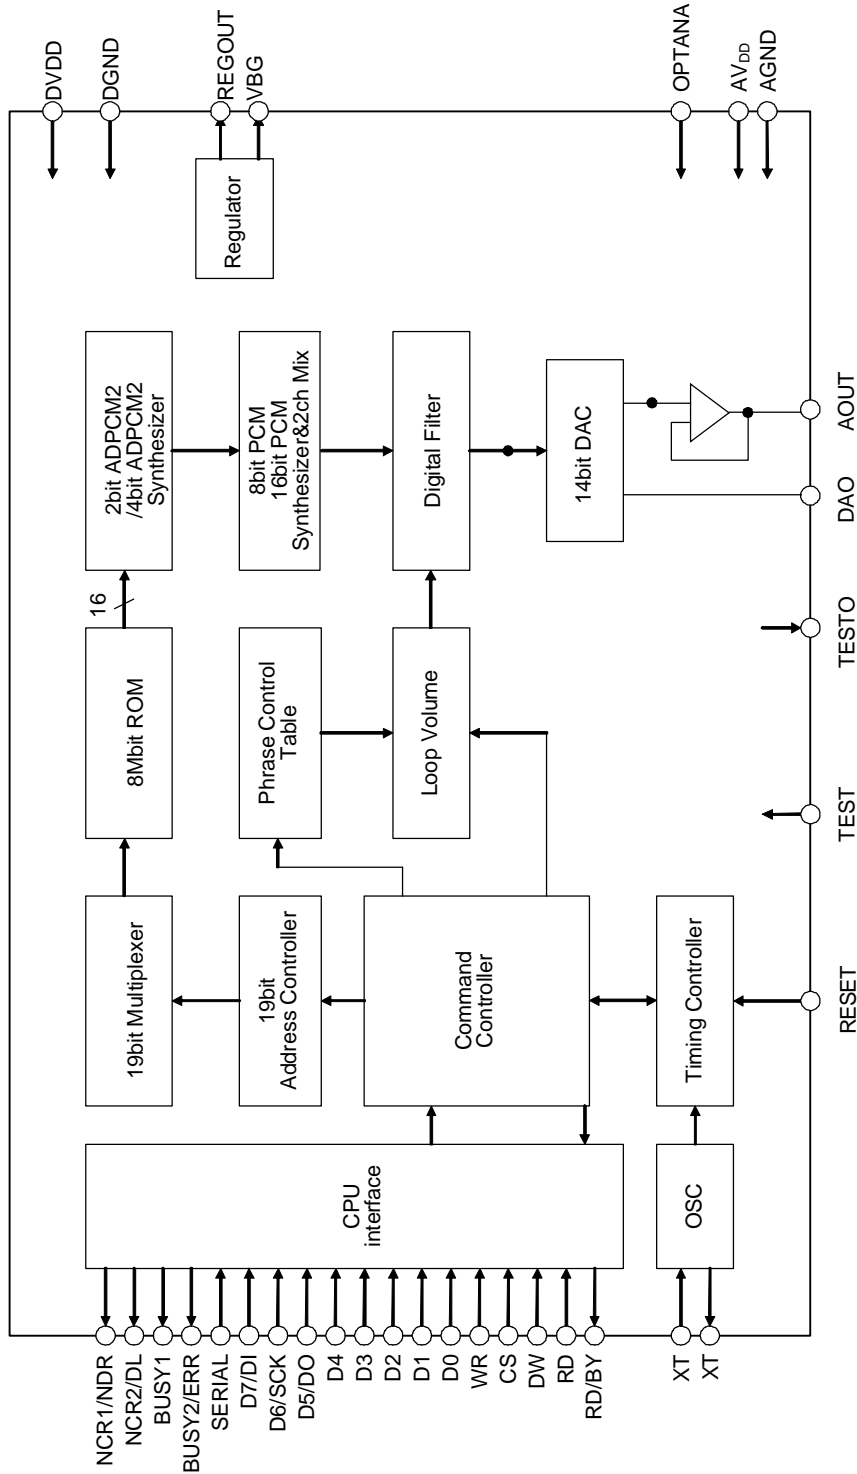 NCR1/NDR
NCR2/DL
BUSY1
BUSY2/ERR
SERIAL
D7/DI
D6/SCK
D5/DO
D4
D3
D2
D1
D0
WR
CS
DW
RD
RD/BY
XT
XT
CPU
interface
OSC
19bit Multiplexer
19bit
Address Controller
Command
Controller
Timing Controller
8Mbit ROM
Phrase Control
Table
Loop Volume
16
2bit ADPCM2
/4bit ADPCM2
Synthesizer
8bit PCM
16bit PCM
Synthesizer&2ch Mix
Digital Filter
14bit DAC
Regulator
DVDD
DGND
REGOUT
VBG
OPTANA
AVDD
AGND
RESET
TEST
TESTO
DAO
AOUT